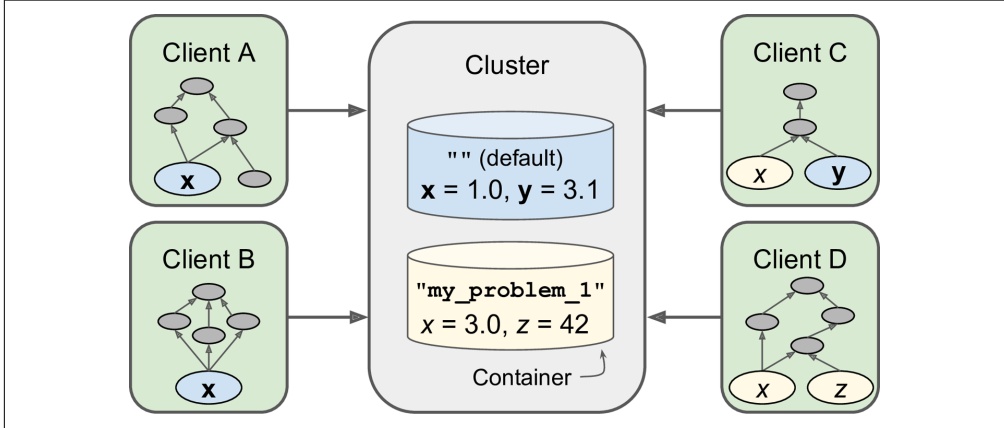 Client A
x
Client B
x
Cluster
"" (default)
x = 1.0, y = 3.1
"my_problem_1"
x = 3.0, z = 42
Container
Client C
x
y
Client D
x
z